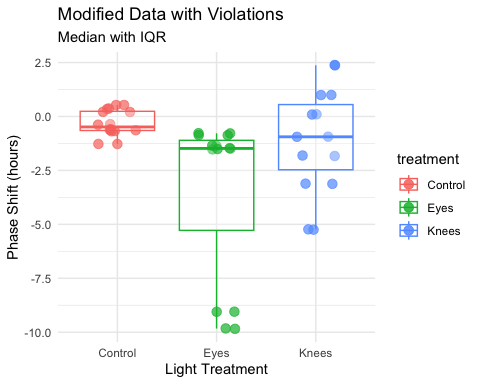 Modified Data with Violations
Median with IQR
Phase Shift (hours)
2.5
0.0
-2.5
-5.0
-7.5
-10.0
Control
Eyes
Knees
Light Treatment
treatment
Control
Eyes
Knees